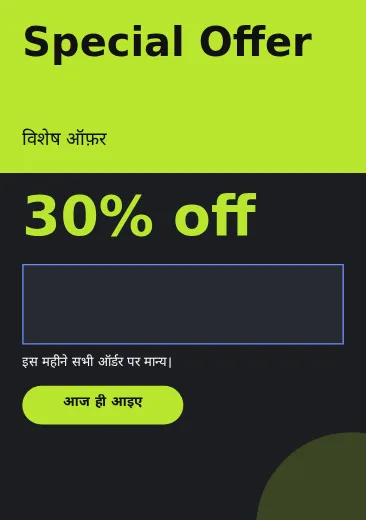 Special Offer
विशेष ऑफ़र
30% off
इस महीने सभी ऑर्डर पर मान्य।
आज ही आइए